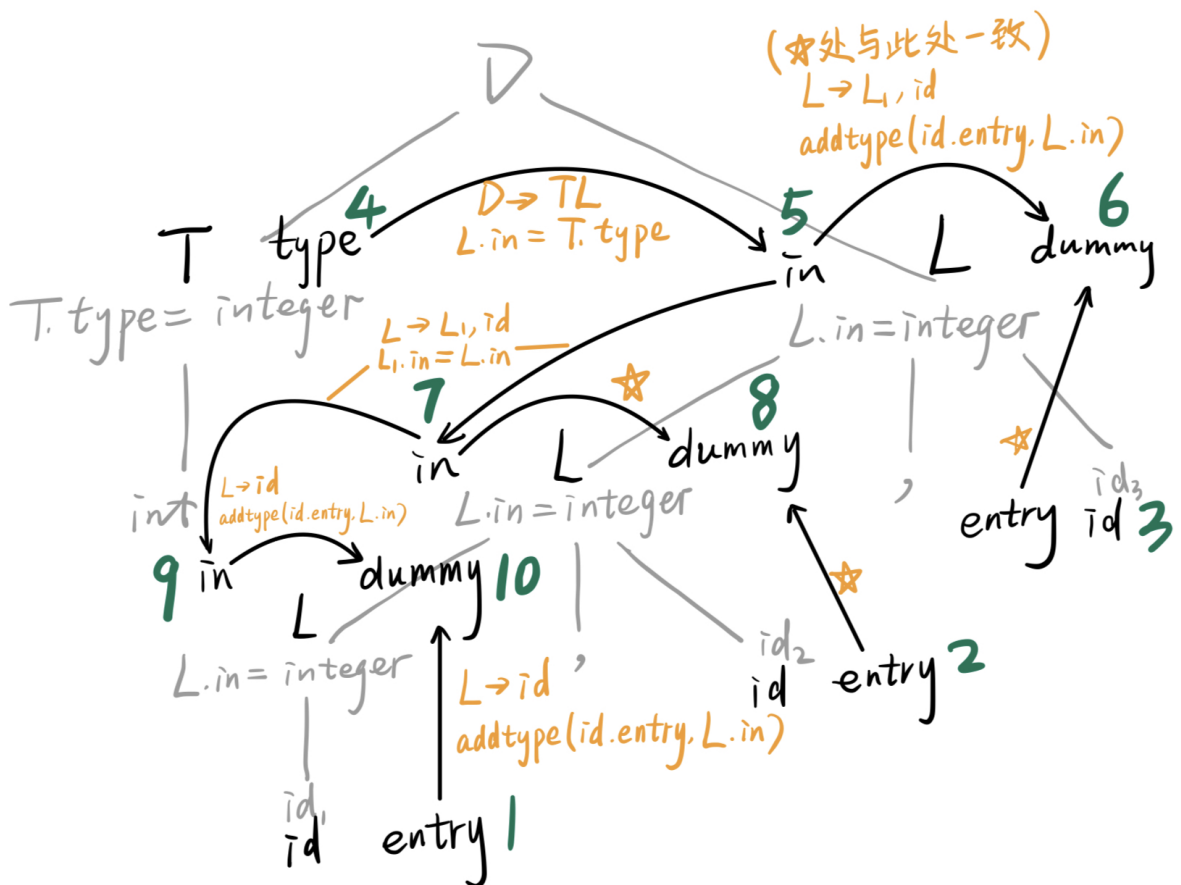 D
(☆处与此处一致)
L→L₁, id
addtype(id.entry, L.in)
T type 4
D→TL
L.in = T.type
5
in
L
6
dummy
T.type = integer
L.in = integer
L→L₁, id
L₁.in = L.in
7
in
☆
L
8
dummy
☆
,
int
L→id
addtype(id.entry, L.in)
L.in = integer
id₃
entry id 3
9 in
dummy 10
☆
L
L.in = integer
,
id₂
id entry 2
L→id
addtype(id.entry, L.in)
id₁
id entry 1